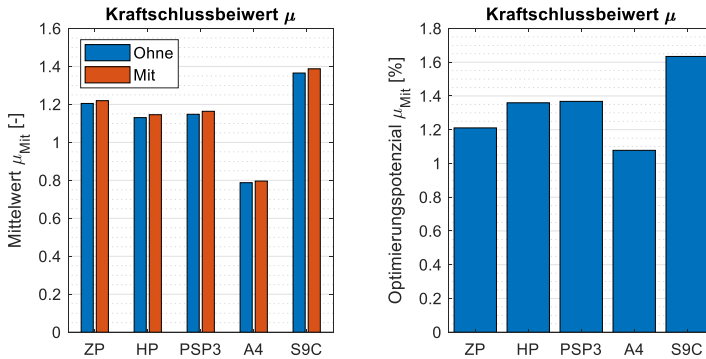 Kraftschlussbeiwert μ
Mittelwert μMit [-]
1.6
1.4
1.2
1
0.8
0.6
0.4
0.2
0
Ohne
Mit
ZP HP PSP3 A4 S9C
Kraftschlussbeiwert μ
Optimierungspotenzial μMit [%]
1.8
1.6
1.4
1.2
1
0.8
0.6
0.4
0.2
0
ZP HP PSP3 A4 S9C